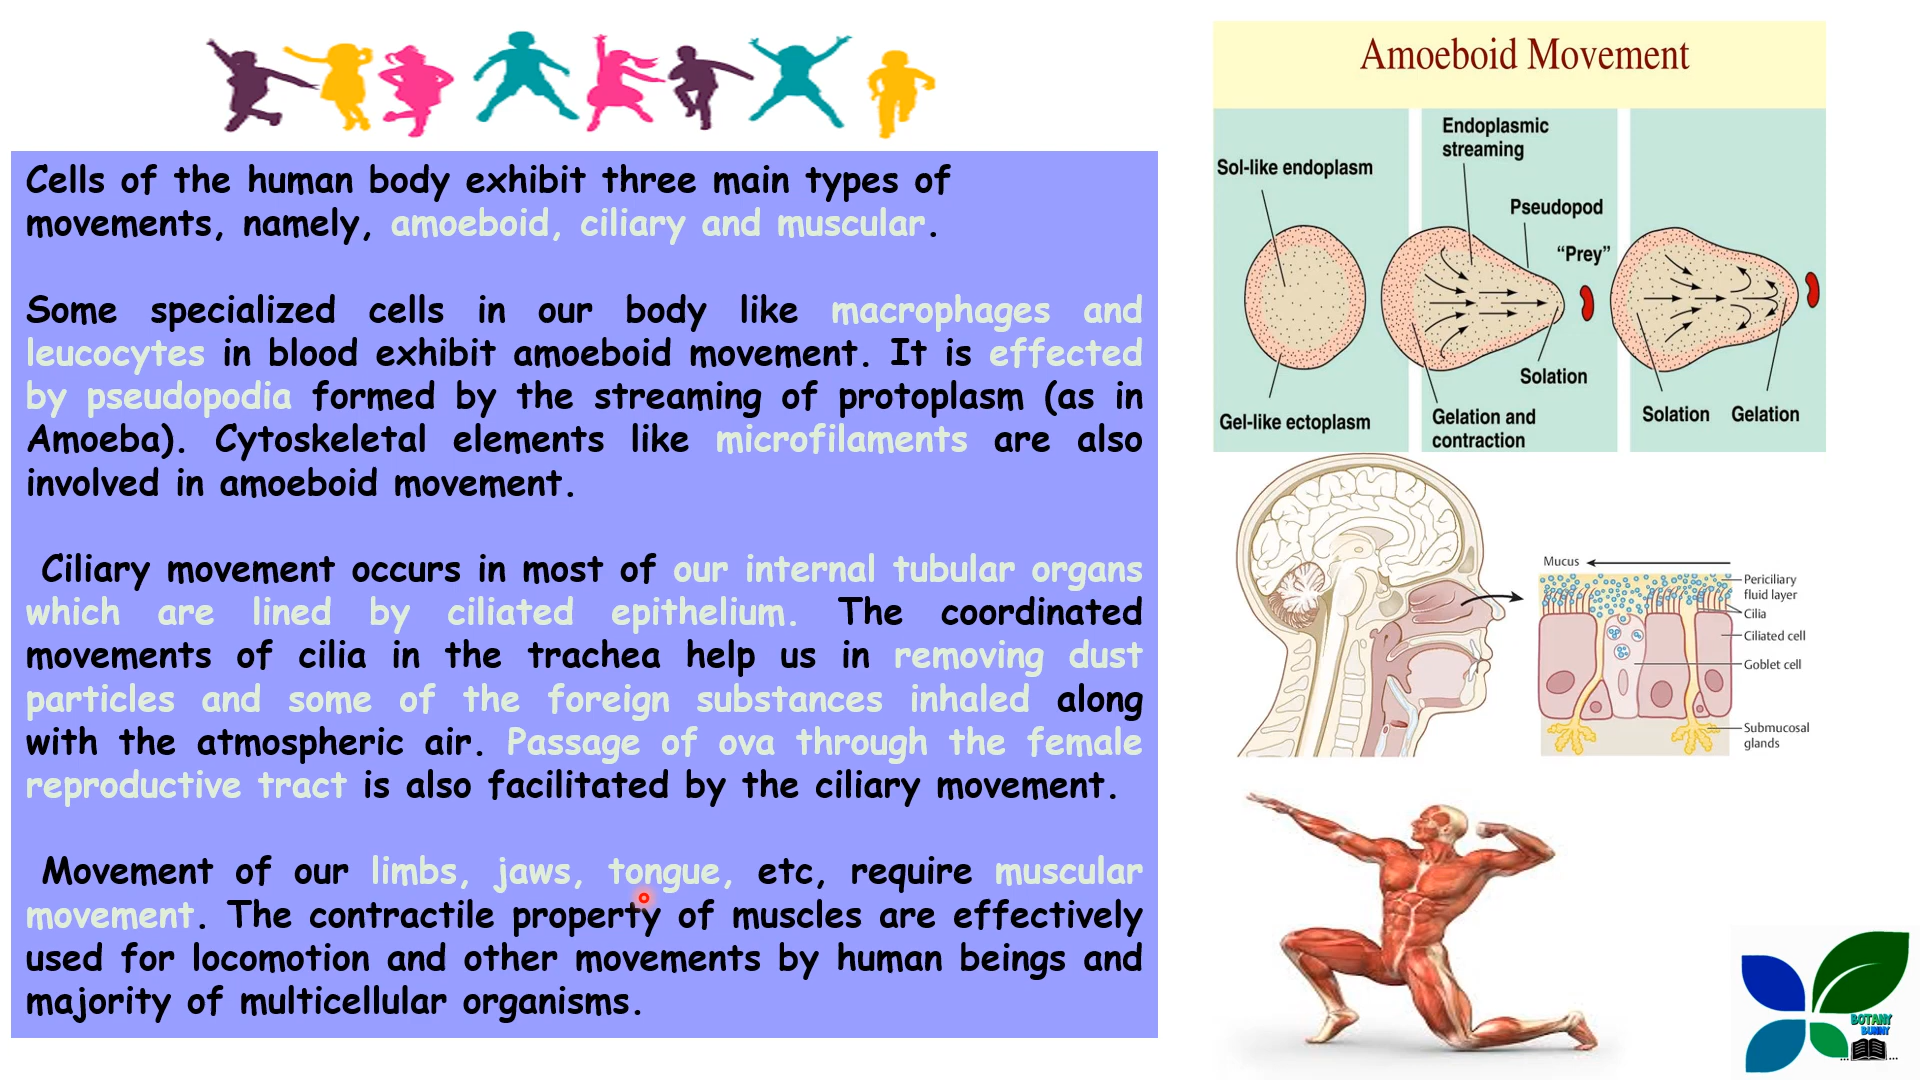 Cells of the human body exhibit three main types of
movements, namely, amoeboid, ciliary and muscular.
Some specialized cells in our body like macrophages and
leucocytes in blood exhibit amoeboid movement. It is effected
by pseudopodia formed by the streaming of protoplasm (as in
Amoeba). Cytoskeletal elements like microfilaments are also
involved in amoeboid movement.
Ciliary movement occurs in most of our internal tubular organs
which are lined by ciliated epithelium. The coordinated
movements of cilia in the trachea help us in removing dust
particles and some of the foreign substances inhaled along
with the atmospheric air. Passage of ova through the female
reproductive tract is also facilitated by the ciliary movement.
Movement of our limbs, jaws, tongue, etc, require muscular
movement. The contractile property of muscles are effectively
used for locomotion and other movements by human beings and
majority of multicellular organisms.
Amoeboid Movement
Sol-like endoplasm
Gel-like ectoplasm
Endoplasmic
streaming
Pseudopod
"Prey"
Solation
Gelation and
contraction
Solation
Gelation
Mucus
Periciliary
fluid layer
Cilia
Ciliated cell
Goblet cell
Submucosal
glands
BOTANY
BUNNY